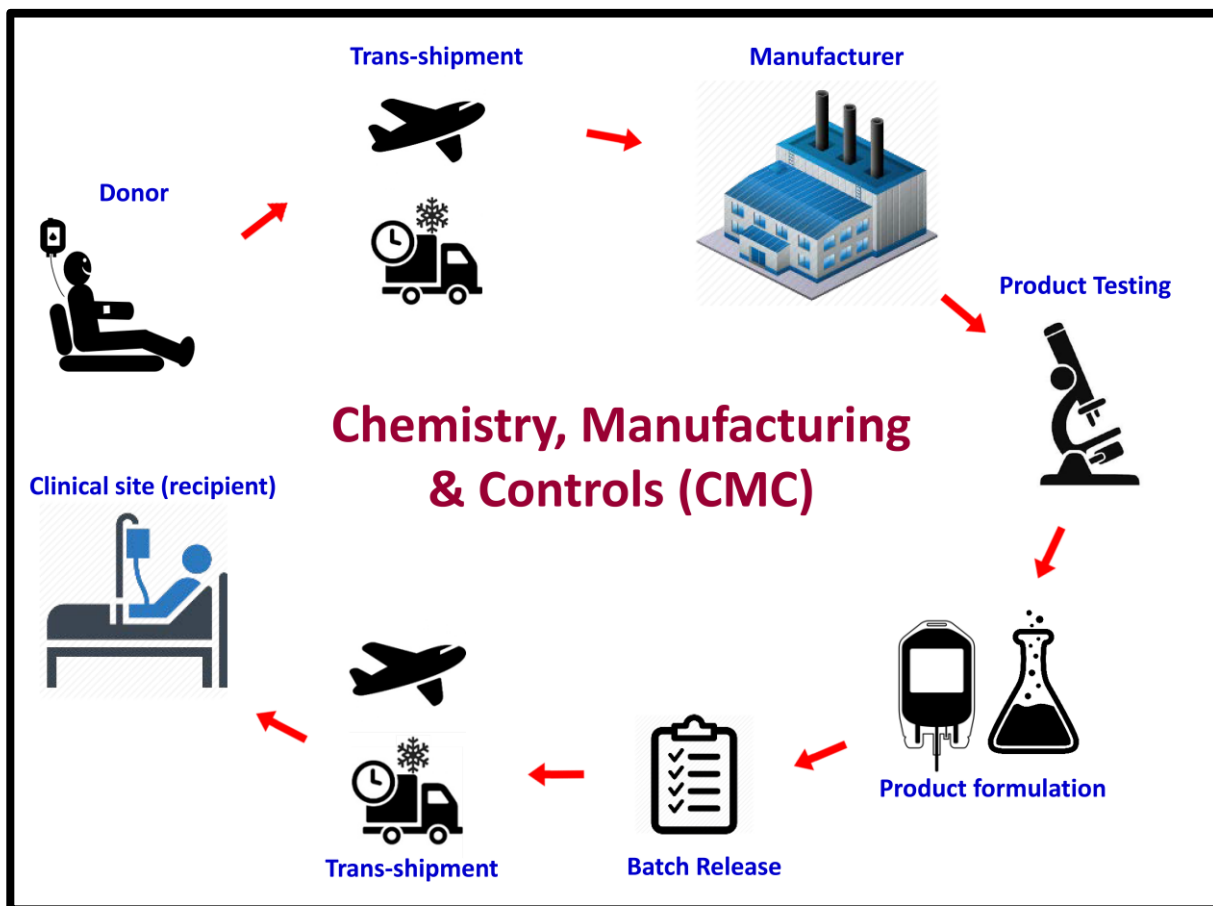 Trans-shipment
Manufacturer
Donor
Product Testing
Chemistry, Manufacturing
& Controls (CMC)
Clinical site (recipient)
Product formulation
Batch Release
Trans-shipment